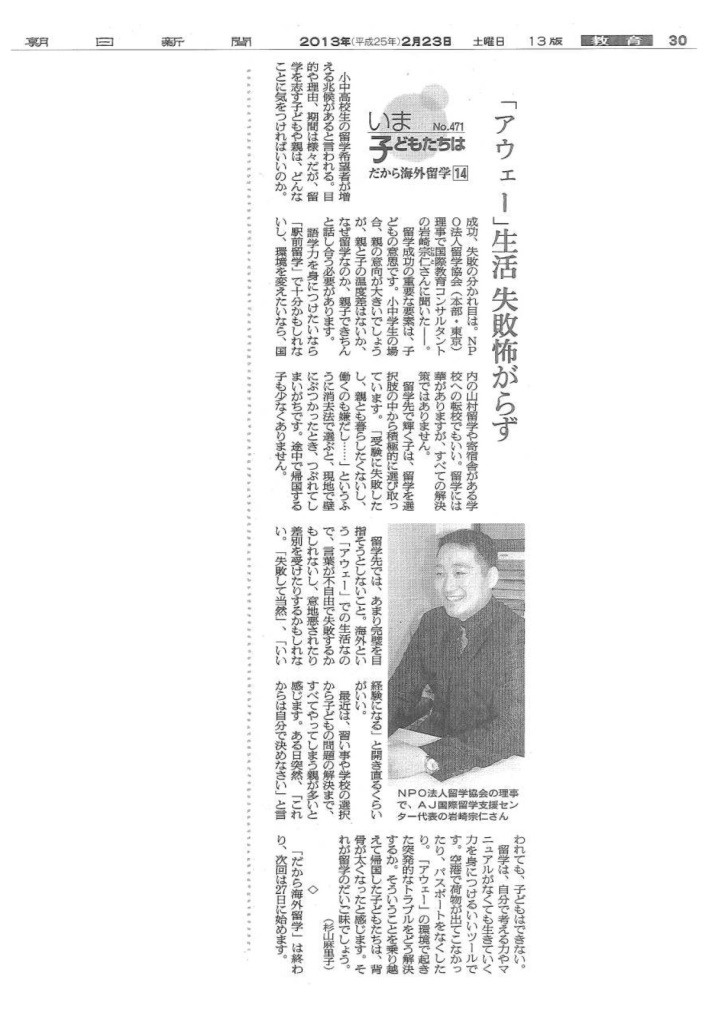 朝日新聞 2013年(平成25年)2月23日 土曜日 13版 教育 30
「アウェー」生活 失敗怖がらず
いま
子どもたちは
No.471
だから海外留学 14
小中高校生の留学希望者が増
える兆候があると言われる。目
的や理由、期間は様々だが、留
学を志す子どもや親は、どんな
ことに気をつければいいのか。
成功、失敗の分かれ目は。NP
O法人留学協会(本部・東京)
理事で国際教育コンサルタント
の岩崎宗仁さんに聞いた――。
留学成功の重要な要素は、子
どもの意思です。小中学生の場
合、親の意向が大きいでしょう
が、親と子の温度差はないか、
なぜ留学なのか、親子できちん
と話し合う必要があります。
語学力を身につけたいなら
「駅前留学」で十分かもしれな
いし、環境を変えたいなら、国
内の山村留学や寄宿舎がある学
校への転校でもいい。留学には
華がありますが、すべての解決
策ではありません。
留学先で輝く子は、留学を選
択肢の中から積極的に選び取っ
ています。「受験に失敗した
し、親とも暮らしたくないし、
働くのも嫌だし……」というふ
うに消去法で選ぶと、現地で壁
にぶつかったとき、つぶれてし
まいがちです。途中で帰国する
子も少なくありません。
留学先では、あまり完璧を目
指そうとしないこと。海外とい
う「アウェー」での生活なの
で、言葉が不自由で失敗するか
もしれないし、意地悪されたり
差別を受けたりするかもしれな
い。「失敗して当然」、「いい
経験になる」と開き直るくらい
がいい。
最近は、習い事や学校の選択
から子どもの問題の解決まで、
すべてやってしまう親が多いと
感じます。ある日突然、「これ
からは自分で決めなさい」と言
われても、子どもはできない。
留学は、自分で考える力やマ
ニュアルがなくても生きていく
力を身につけるいいツールで
す。空港で荷物が出てこなかっ
たり、パスポートをなくした
り。「アウェー」の環境で起き
た突発的なトラブルをどう解決
するか。そういうことを乗り越
えて帰国した子どもたちは、背
骨が太くなったと感じます。そ
れが留学のだいご味でしょう。
(杉山麻里子)
◇
「だから海外留学」は終わ
り、次回は27日に始めます。
NPO法人留学協会の理事
で、AJ国際留学支援セン
ター代表の岩崎宗仁さん